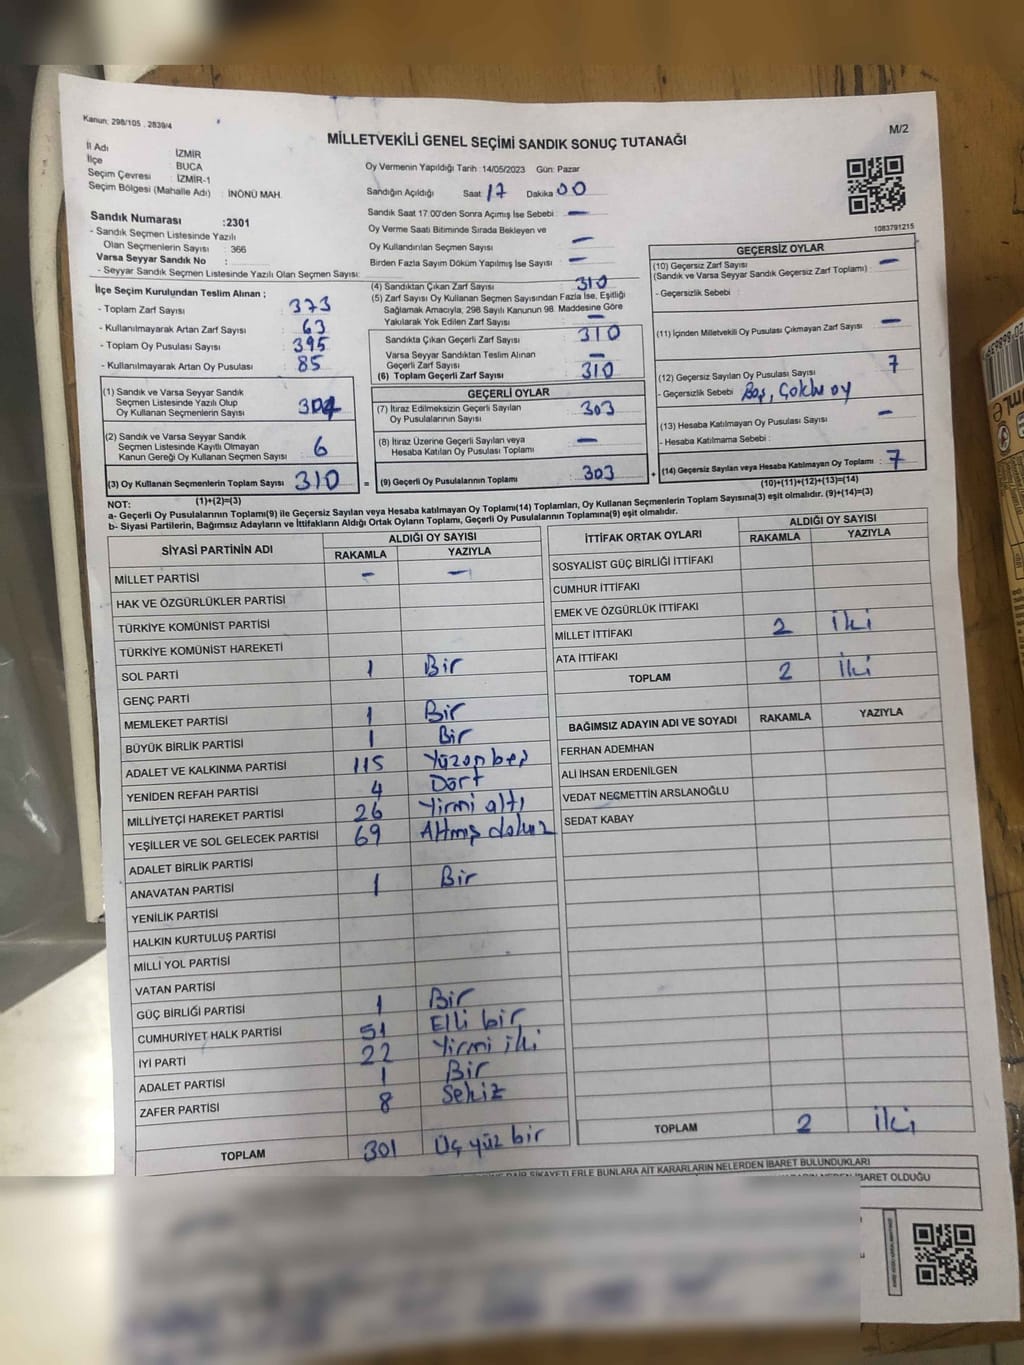 Kanun: 298/105 . 2839/4
MİLLETVEKİLİ GENEL SEÇİMİ SANDIK SONUÇ TUTANAĞI
M/2
İl Adı : İZMİR
İlçe : BUCA
Seçim Çevresi : İZMİR-1
Seçim Bölgesi (Mahalle Adı) : İNÖNÜ MAH.
Oy Vermenin Yapıldığı Tarih :14/05/2023 Gün: Pazar
Sandığın Açıldığı Saat 17 Dakika 00
Sandık Saat 17.00'den Sonra Açımış İse Sebebi : —
Oy Verme Saati Bitiminde Sırada Bekleyen ve
Oy Kullandırılan Seçmen Sayısı —
Birden Fazla Sayım Döküm Yapılmış İse Sayısı : —
1083791215
Sandık Numarası :2301
- Sandık Seçmen Listesinde Yazılı
Olan Seçmenlerin Sayısı : 366
Varsa Seyyar Sandık No :
- Seyyar Sandık Seçmen Listesinde Yazılı Olan Seçmen Sayısı:
İlçe Seçim Kurulundan Teslim Alınan ;
- Toplam Zarf Sayısı : 373
- Kullanılmayarak Artan Zarf Sayısı : 63
- Toplam Oy Pusulası Sayısı : 395
- Kullanılmayarak Artan Oy Pusulası : 85
(1) Sandık ve Varsa Seyyar Sandık
Seçmen Listesinde Yazılı Olup
Oy Kullanan Seçmenlerin Sayısı : 304
(2) Sandık ve Varsa Seyyar Sandık
Seçmen Listesinde Kayıtlı Olmayan
Kanun Gereği Oy Kullanan Seçmen Sayısı : 6
(3) Oy Kullanan Seçmenlerin Toplam Sayısı : 310
(1)+(2)=(3)
(4) Sandıktan Çıkan Zarf Sayısı : 310
(5) Zarf Sayısı Oy Kullanan Seçmen Sayısından Fazla İse, Eşitliği
Sağlamak Amacıyla, 298 Sayılı Kanunun 98. Maddesine Göre
Yakılarak Yok Edilen Zarf Sayısı : —
Sandıkta Çıkan Geçerli Zarf Sayısı : 310
Varsa Seyyar Sandıktan Teslim Alınan
Geçerli Zarf Sayısı : —
(6) Toplam Geçerli Zarf Sayısı : 310
GEÇERLİ OYLAR
(7) İtiraz Edilmeksizin Geçerli Sayılan
Oy Pusulalarının Sayısı : 303
(8) İtiraz Üzerine Geçerli Sayılan veya
Hesaba Katılan Oy Pusulası Toplamı : —
= (9) Geçerli Oy Pusulalarının Toplamı : 303 +
GEÇERSİZ OYLAR
(10) Geçersiz Zarf Sayısı
(Sandık ve Varsa Seyyar Sandık Geçersiz Zarf Toplamı) : —
- Geçersizlik Sebebi :
(11) İçinden Milletvekili Oy Pusulası Çıkmayan Zarf Sayısı : —
(12) Geçersiz Sayılan Oy Pusulası Sayısı : 7
- Geçersizlik Sebebi : Boş, Çoklu oy
(13) Hesaba Katılmayan Oy Pusulası Sayısı : —
- Hesaba Katılmama Sebebi :
(14) Geçersiz Sayılan veya Hesaba Katılmayan Oy Toplamı : 7
(10)+(11)+(12)+(13)=(14)
NOT:
a- Geçerli Oy Pusulalarının Toplamı(9) ile Geçersiz Sayılan veya Hesaba katılmayan Oy Toplamı(14) Toplamları, Oy Kullanan Seçmenlerin Toplam Sayısına(3) eşit olmalıdır. (9)+(14)=(3)
b- Siyasi Partilerin, Bağımsız Adayların ve İttifakların Aldığı Ortak Oyların Toplamı, Geçerli Oy Pusulalarının Toplamına(9) eşit olmalıdır.
SİYASİ PARTİNİN ADI ALDIĞI OY SAYISI
RAKAMLA YAZIYLA
MİLLET PARTİSİ — —
HAK VE ÖZGÜRLÜKLER PARTİSİ
TÜRKİYE KOMÜNİST PARTİSİ
TÜRKİYE KOMÜNİST HAREKETİ
SOL PARTİ 1 Bir
GENÇ PARTİ
MEMLEKET PARTİSİ 1 Bir
BÜYÜK BİRLİK PARTİSİ 1 Bir
ADALET VE KALKINMA PARTİSİ 115 Yüzon beş
YENİDEN REFAH PARTİSİ 4 Dört
MİLLİYETÇİ HAREKET PARTİSİ 26 Yirmi altı
YEŞİLLER VE SOL GELECEK PARTİSİ 69 Altmış dokuz
ADALET BİRLİK PARTİSİ
ANAVATAN PARTİSİ 1 Bir
YENİLİK PARTİSİ
HALKIN KURTULUŞ PARTİSİ
MİLLİ YOL PARTİSİ
VATAN PARTİSİ
GÜÇ BİRLİĞİ PARTİSİ 1 Bir
CUMHURİYET HALK PARTİSİ 51 Elli bir
İYİ PARTİ 22 Yirmi iki
ADALET PARTİSİ 1 Bir
ZAFER PARTİSİ 8 Sekiz
TOPLAM 301 Üç yüz bir
İTTİFAK ORTAK OYLARI ALDIĞI OY SAYISI
RAKAMLA YAZIYLA
SOSYALİST GÜÇ BİRLİĞİ İTTİFAKI
CUMHUR İTTİFAKI
EMEK VE ÖZGÜRLÜK İTTİFAKI
MİLLET İTTİFAKI 2 İki
ATA İTTİFAKI
TOPLAM 2 İki
BAĞIMSIZ ADAYIN ADI VE SOYADI RAKAMLA YAZIYLA
FERHAN ADEMHAN
ALİ İHSAN ERDENİLGEN
VEDAT NECMETTİN ARSLANOĞLU
SEDAT KABAY
TOPLAM 2 İki
DAİR ŞİKAYETLERLE BUNLARA AİT KARARLARIN NELERDEN İBARET BULUNDUKLARI
İBARET OLDUĞU